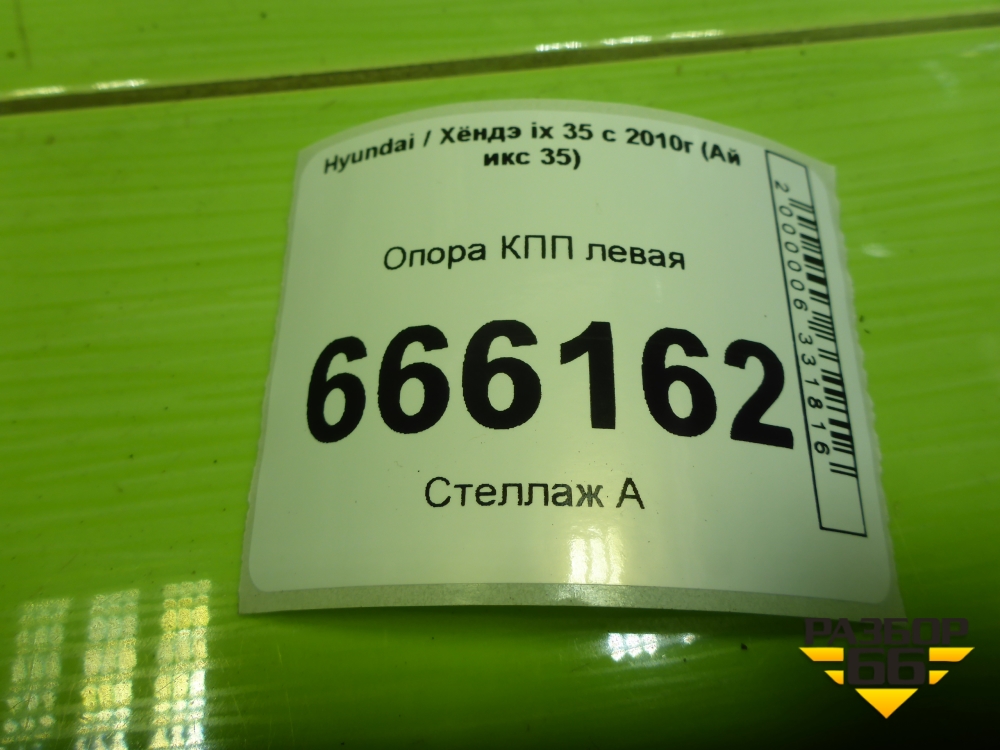 Hyundai / Хёндэ ix 35 с 2010г (Ай
икс 35)
Опора КПП левая
666162
Стеллаж А
2000006331816
РАЗБОР
66